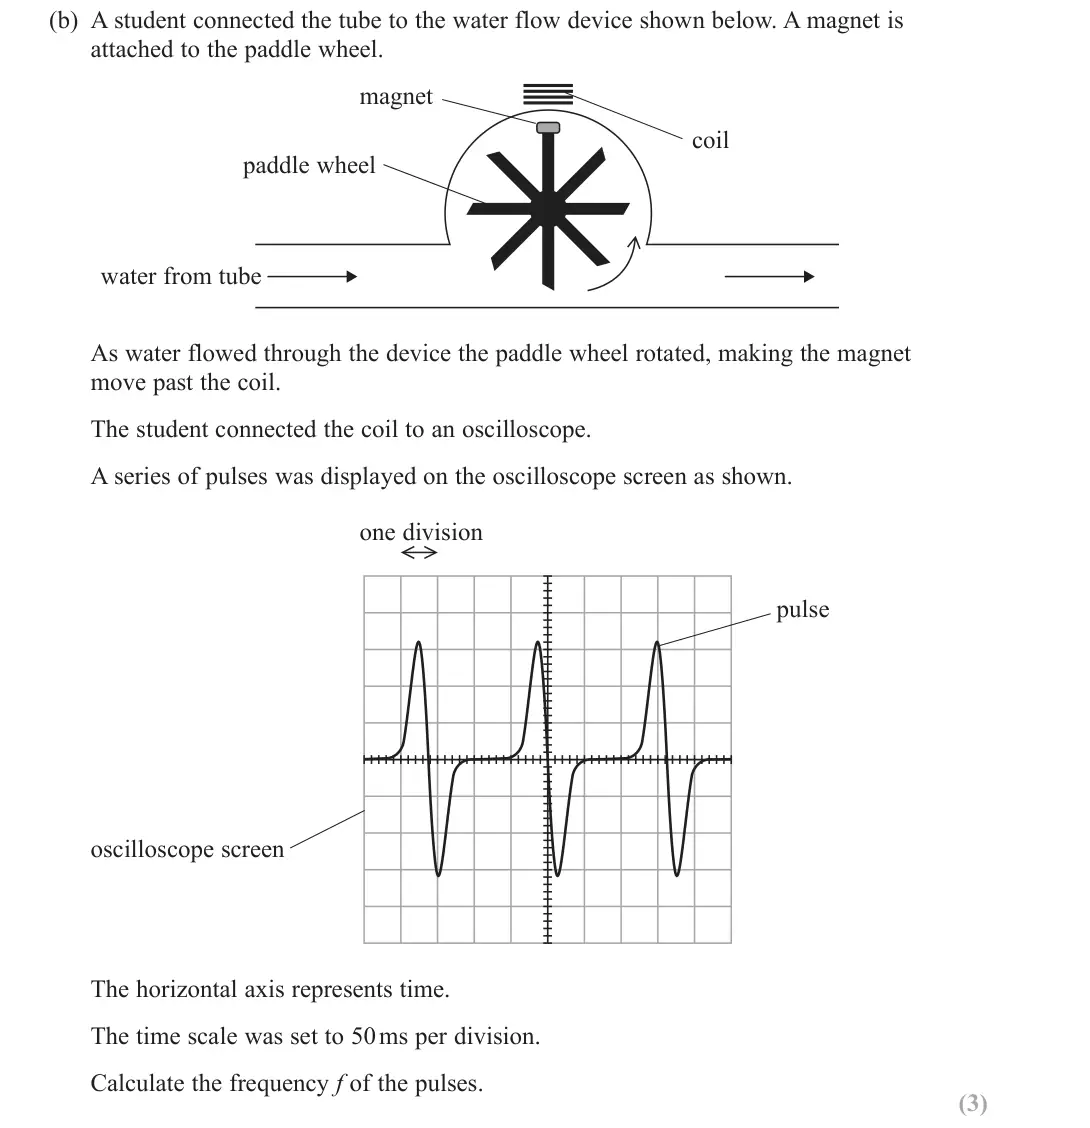 (b) A student connected the tube to the water flow device shown below. A magnet is
attached to the paddle wheel.
magnet
coil
paddle wheel
water from tube
As water flowed through the device the paddle wheel rotated, making the magnet
move past the coil.
The student connected the coil to an oscilloscope.
A series of pulses was displayed on the oscilloscope screen as shown.
one division
pulse
oscilloscope screen
The horizontal axis represents time.
The time scale was set to 50 ms per division.
Calculate the frequency f of the pulses.
(3)